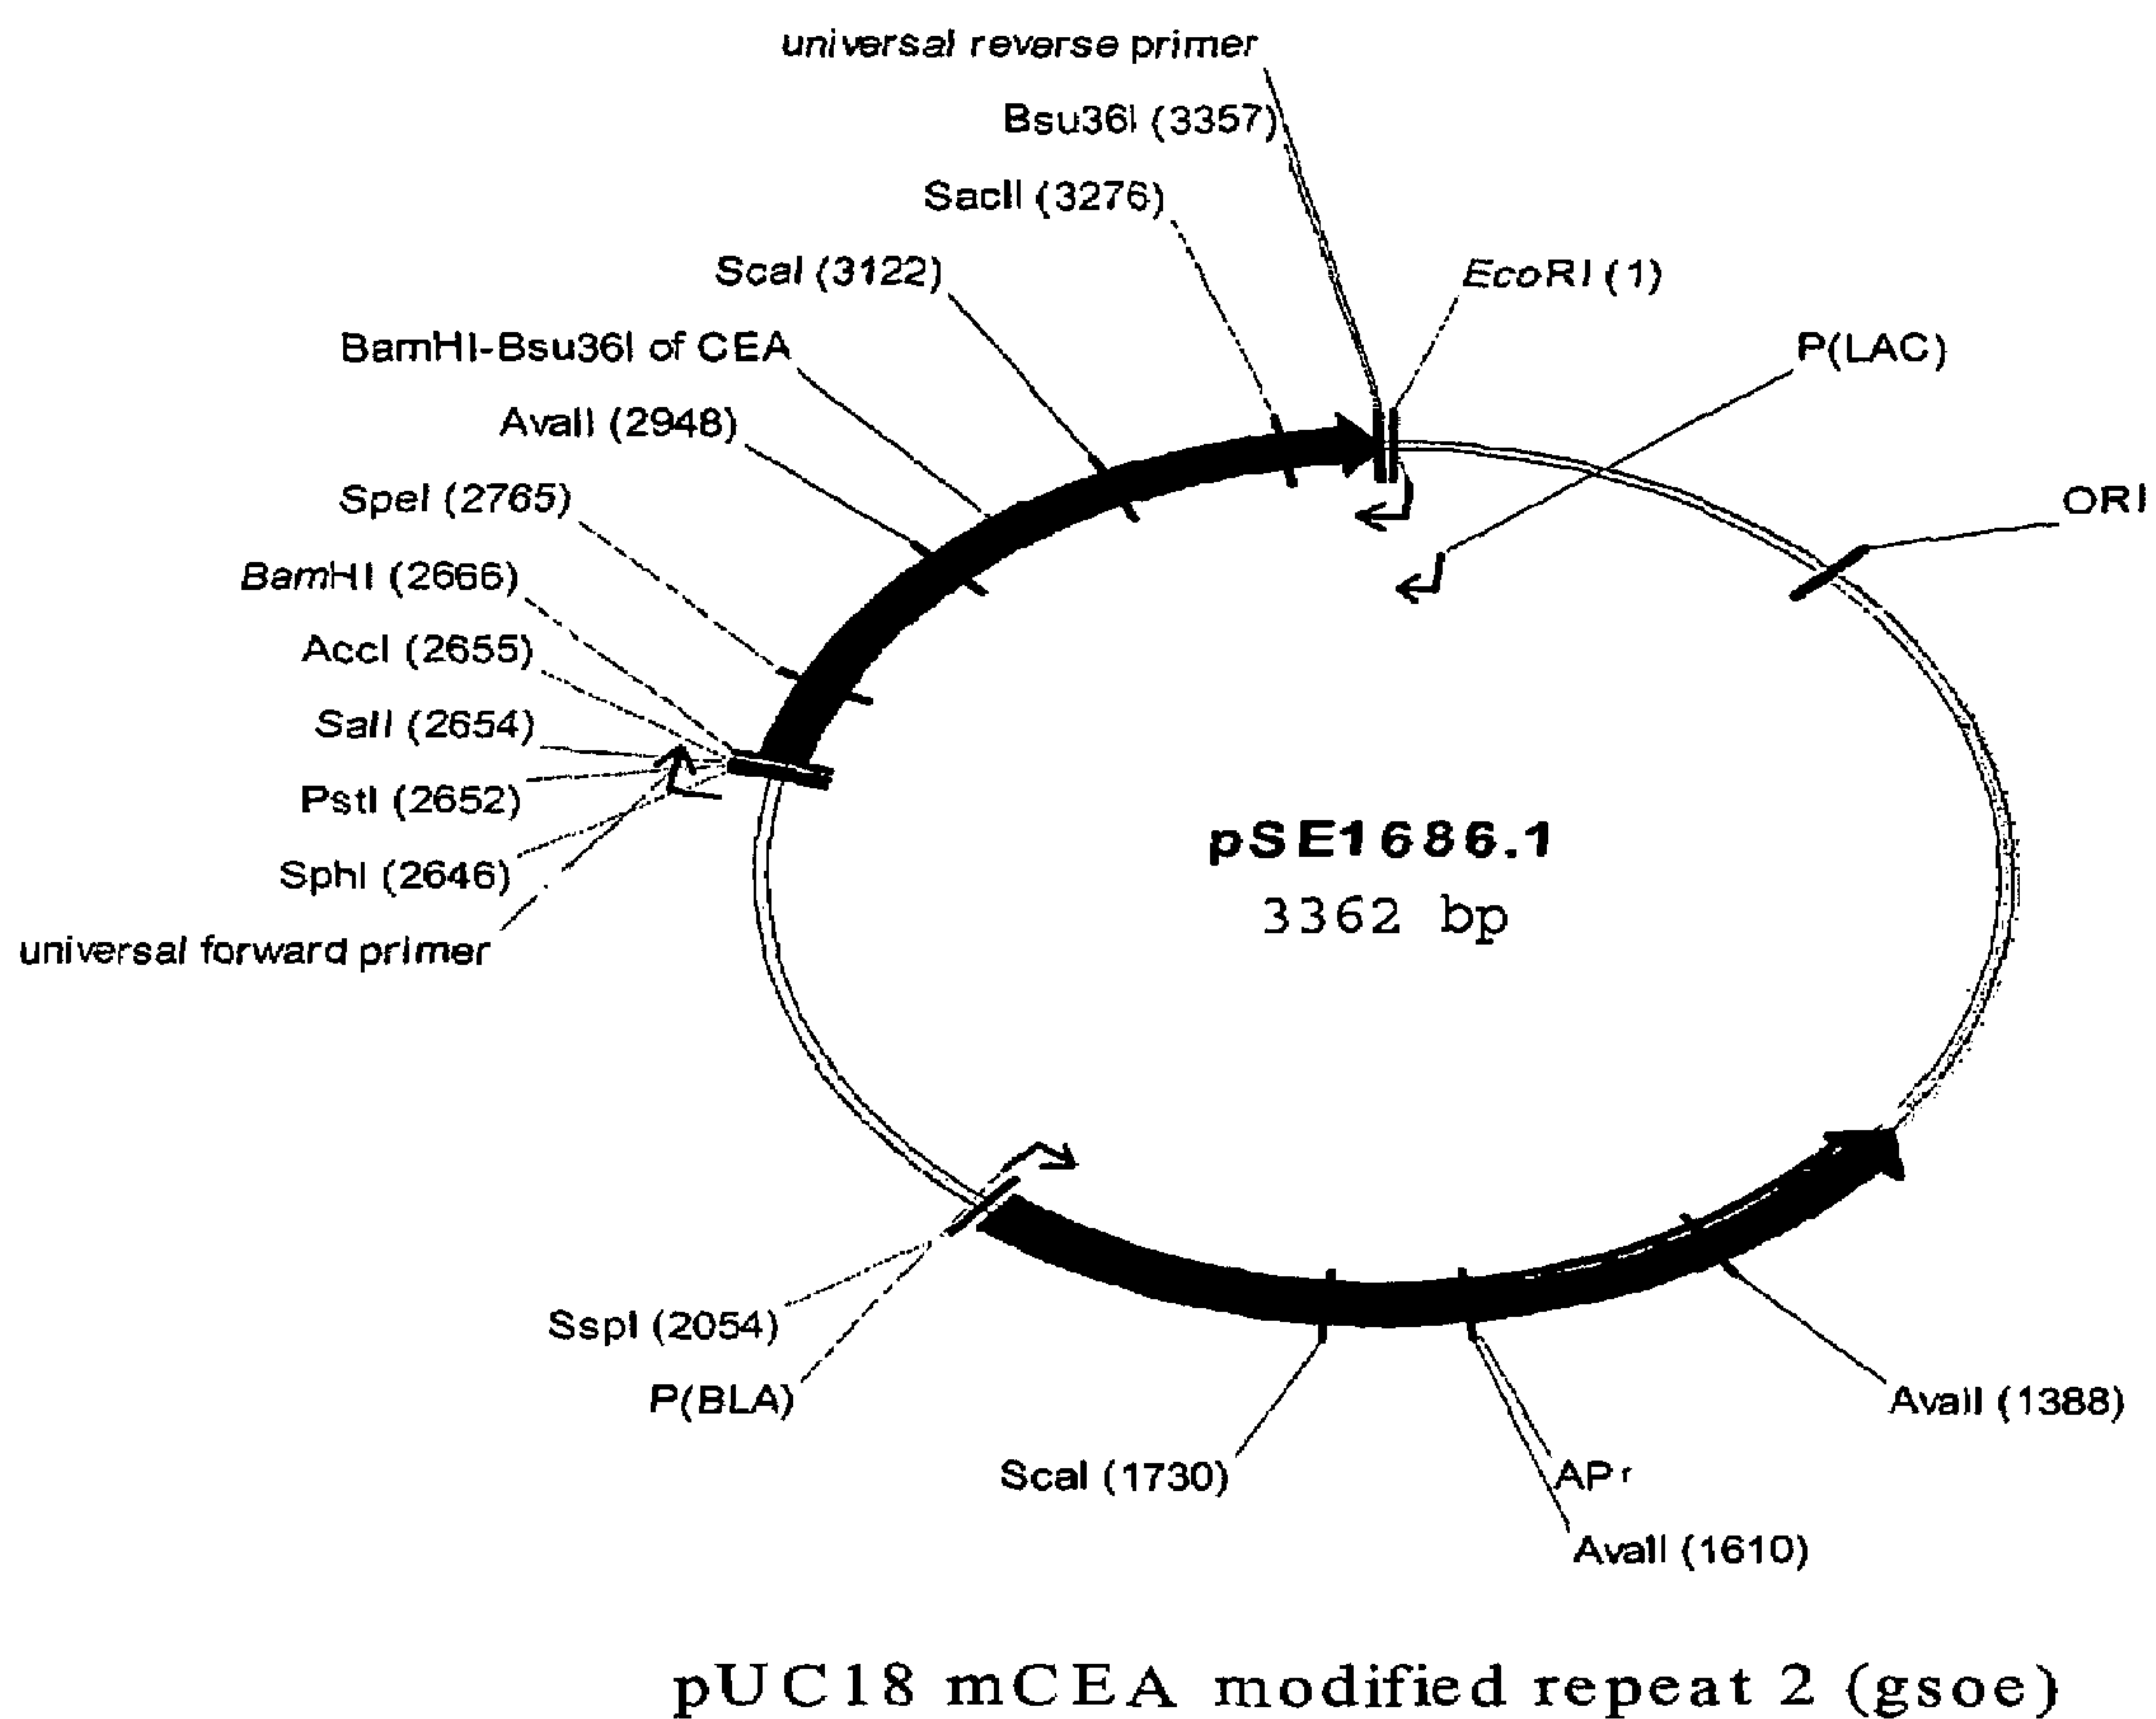 universal reverse primer
Bsu36I (3357)
SacII (3276)
ScaI (3122)
EcoRI (1)
BamHI-Bsu36I of CEA
P(LAC)
AvaII (2948)
SpeI (2765)
ORI
BamHI (2666)
AccI (2655)
SalI (2654)
PstI (2652)
SphI (2646)
universal forward primer
pSE1686.1
3362 bp
SspI (2054)
P(BLA)
AvaII (1388)
ScaI (1730)
APr
AvaII (1610)
pUC18 mCEA modified repeat 2 (gsoe)